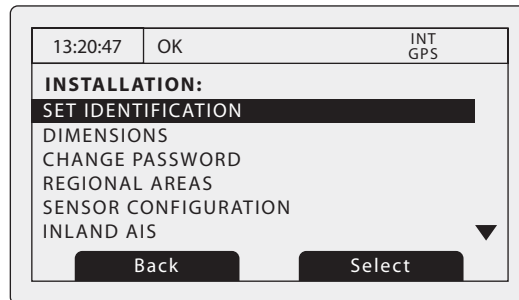 13:20:47 OK INT
GPS
INSTALLATION:
SET IDENTIFICATION
DIMENSIONS
CHANGE PASSWORD
REGIONAL AREAS
SENSOR CONFIGURATION
INLAND AIS
Back Select